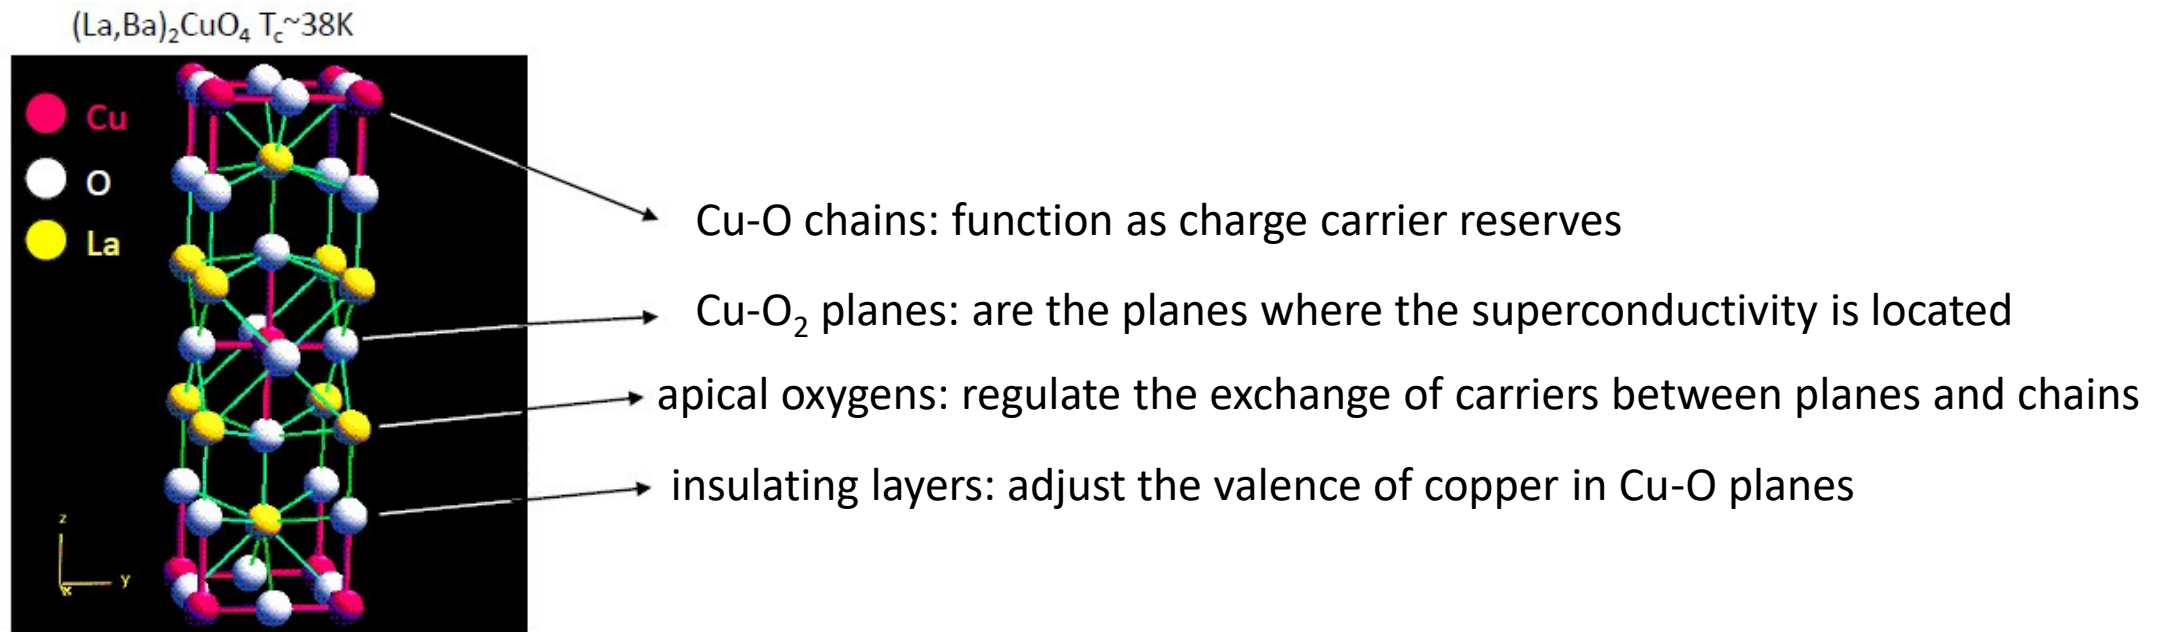 (La,Ba)₂CuO₄ T꜀~38K
Cu
O
La
Cu-O chains: function as charge carrier reserves
Cu-O₂ planes: are the planes where the superconductivity is located
apical oxygens: regulate the exchange of carriers between planes and chains
insulating layers: adjust the valence of copper in Cu-O planes
z
y
x